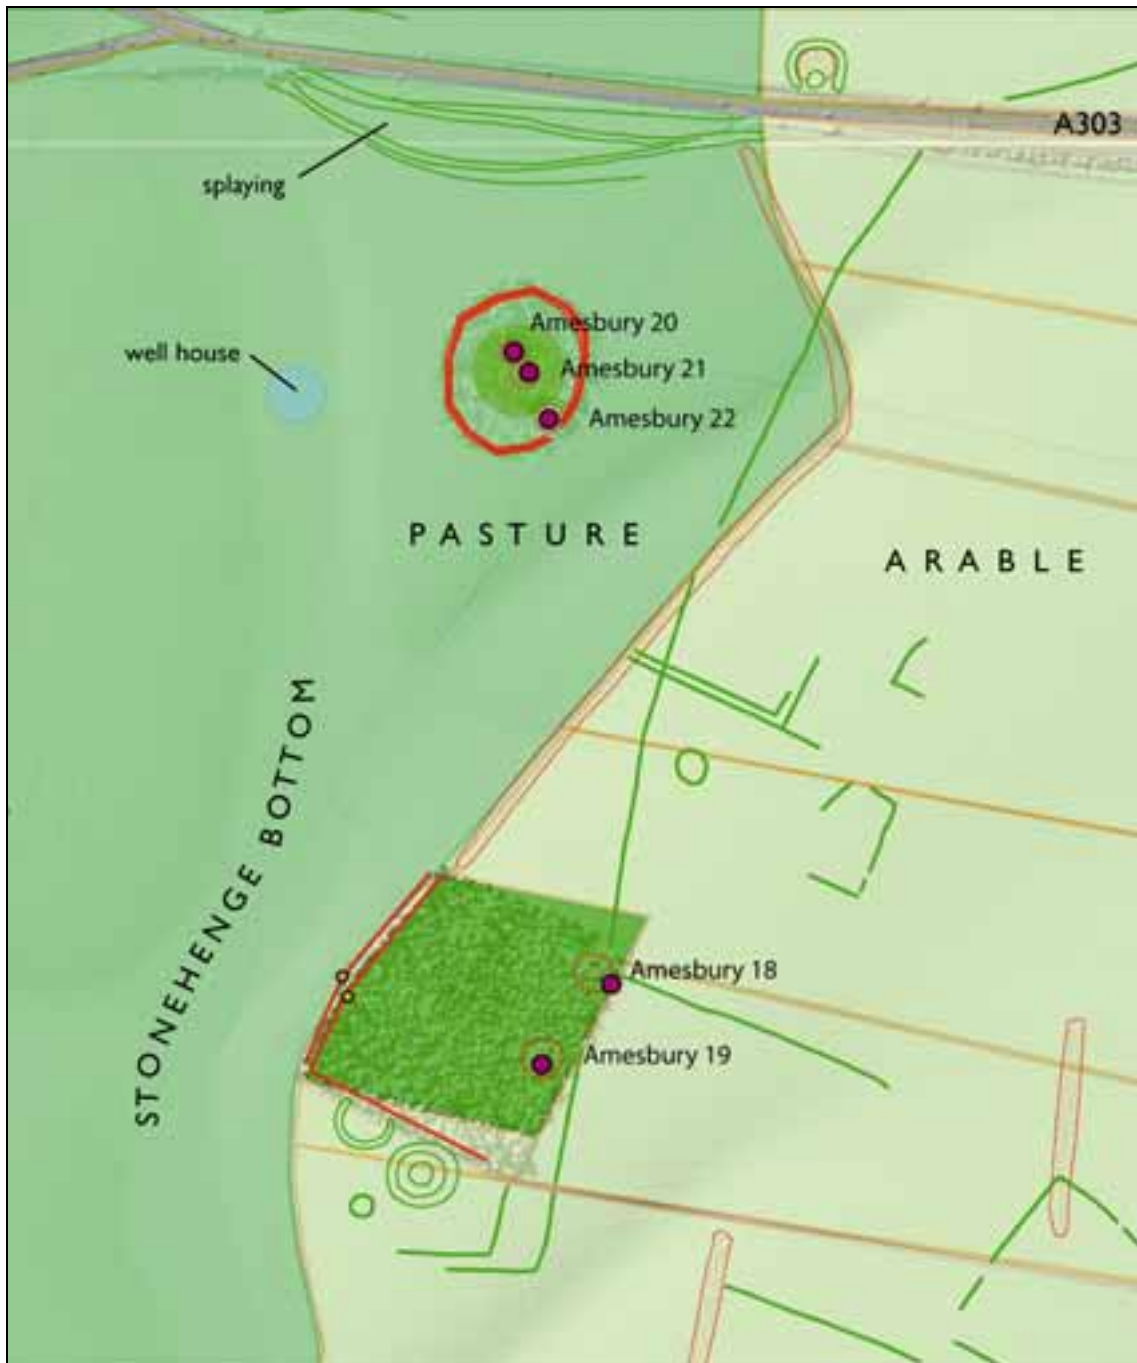 A303
splaying
Amesbury 20
well house
Amesbury 21
Amesbury 22
PASTURE
ARABLE
STONEHENGE BOTTOM
Amesbury 18
Amesbury 19